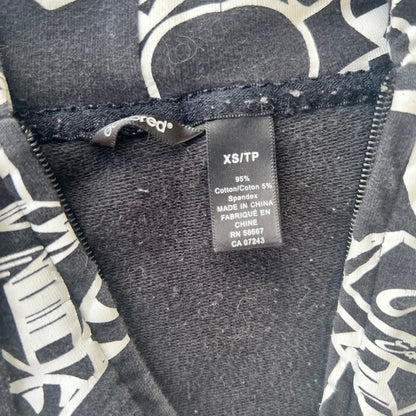 XS/TP
95%
Cotton/Coton 5%
Spandex
MADE IN CHINA
FABRIQUÉ EN
CHINE
RN 58667
CA 07243